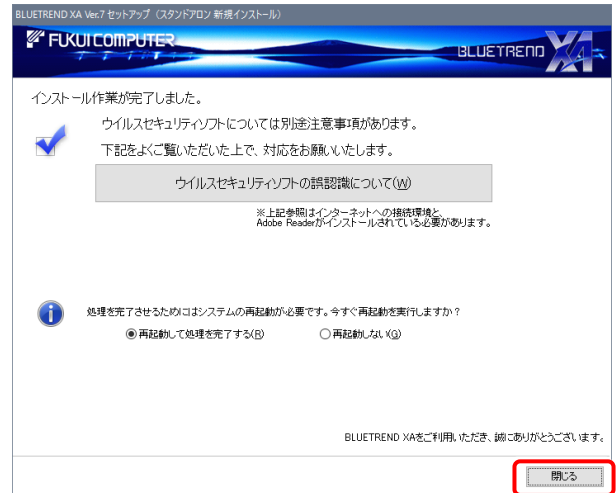 BLUETREND XA Ver.7 セットアップ（スタンドアロン 新規インストール）
FUKUI COMPUTER
BLUETREND XA
インストール作業が完了しました。
ウイルスセキュリティソフトについては別途注意事項があります。
下記をよくご覧いただいた上で、対応をお願いいたします。
ウイルスセキュリティソフトの誤認識について(W)
※上記参照はインターネットへの接続環境と、
Adobe Readerがインストールされている必要があります。
処理を完了させるためにはシステムの再起動が必要です。今すぐ再起動を実行しますか？
再起動して処理を完了する(R)
再起動しない(G)
BLUETREND XAをご利用いただき、誠にありがとうございます。
閉じる